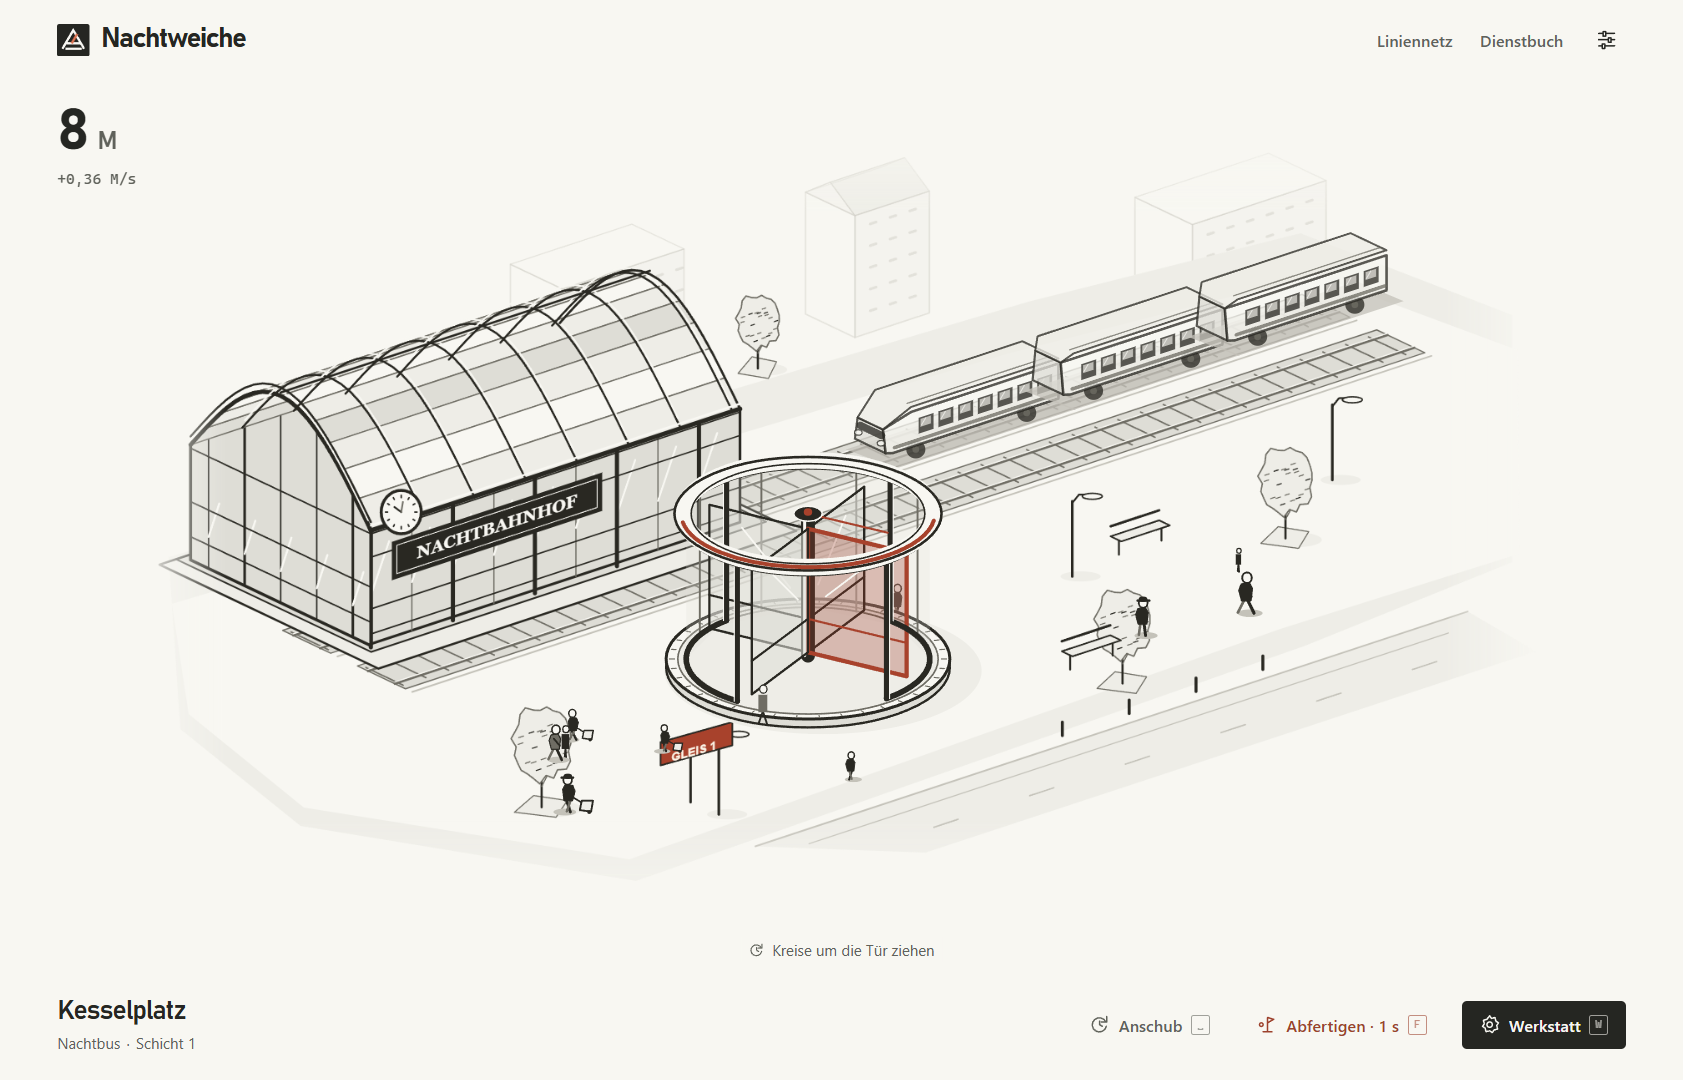 Nachtweiche
Liniennetz
Dienstbuch
8 M
+0,36 M/s
NACHTBAHNHOF
GLEIS 1
Kreise um die Tür ziehen
Kesselplatz
Nachtbus · Schicht 1
Anschub ␣
Abfertigen · 1 s F
Werkstatt W